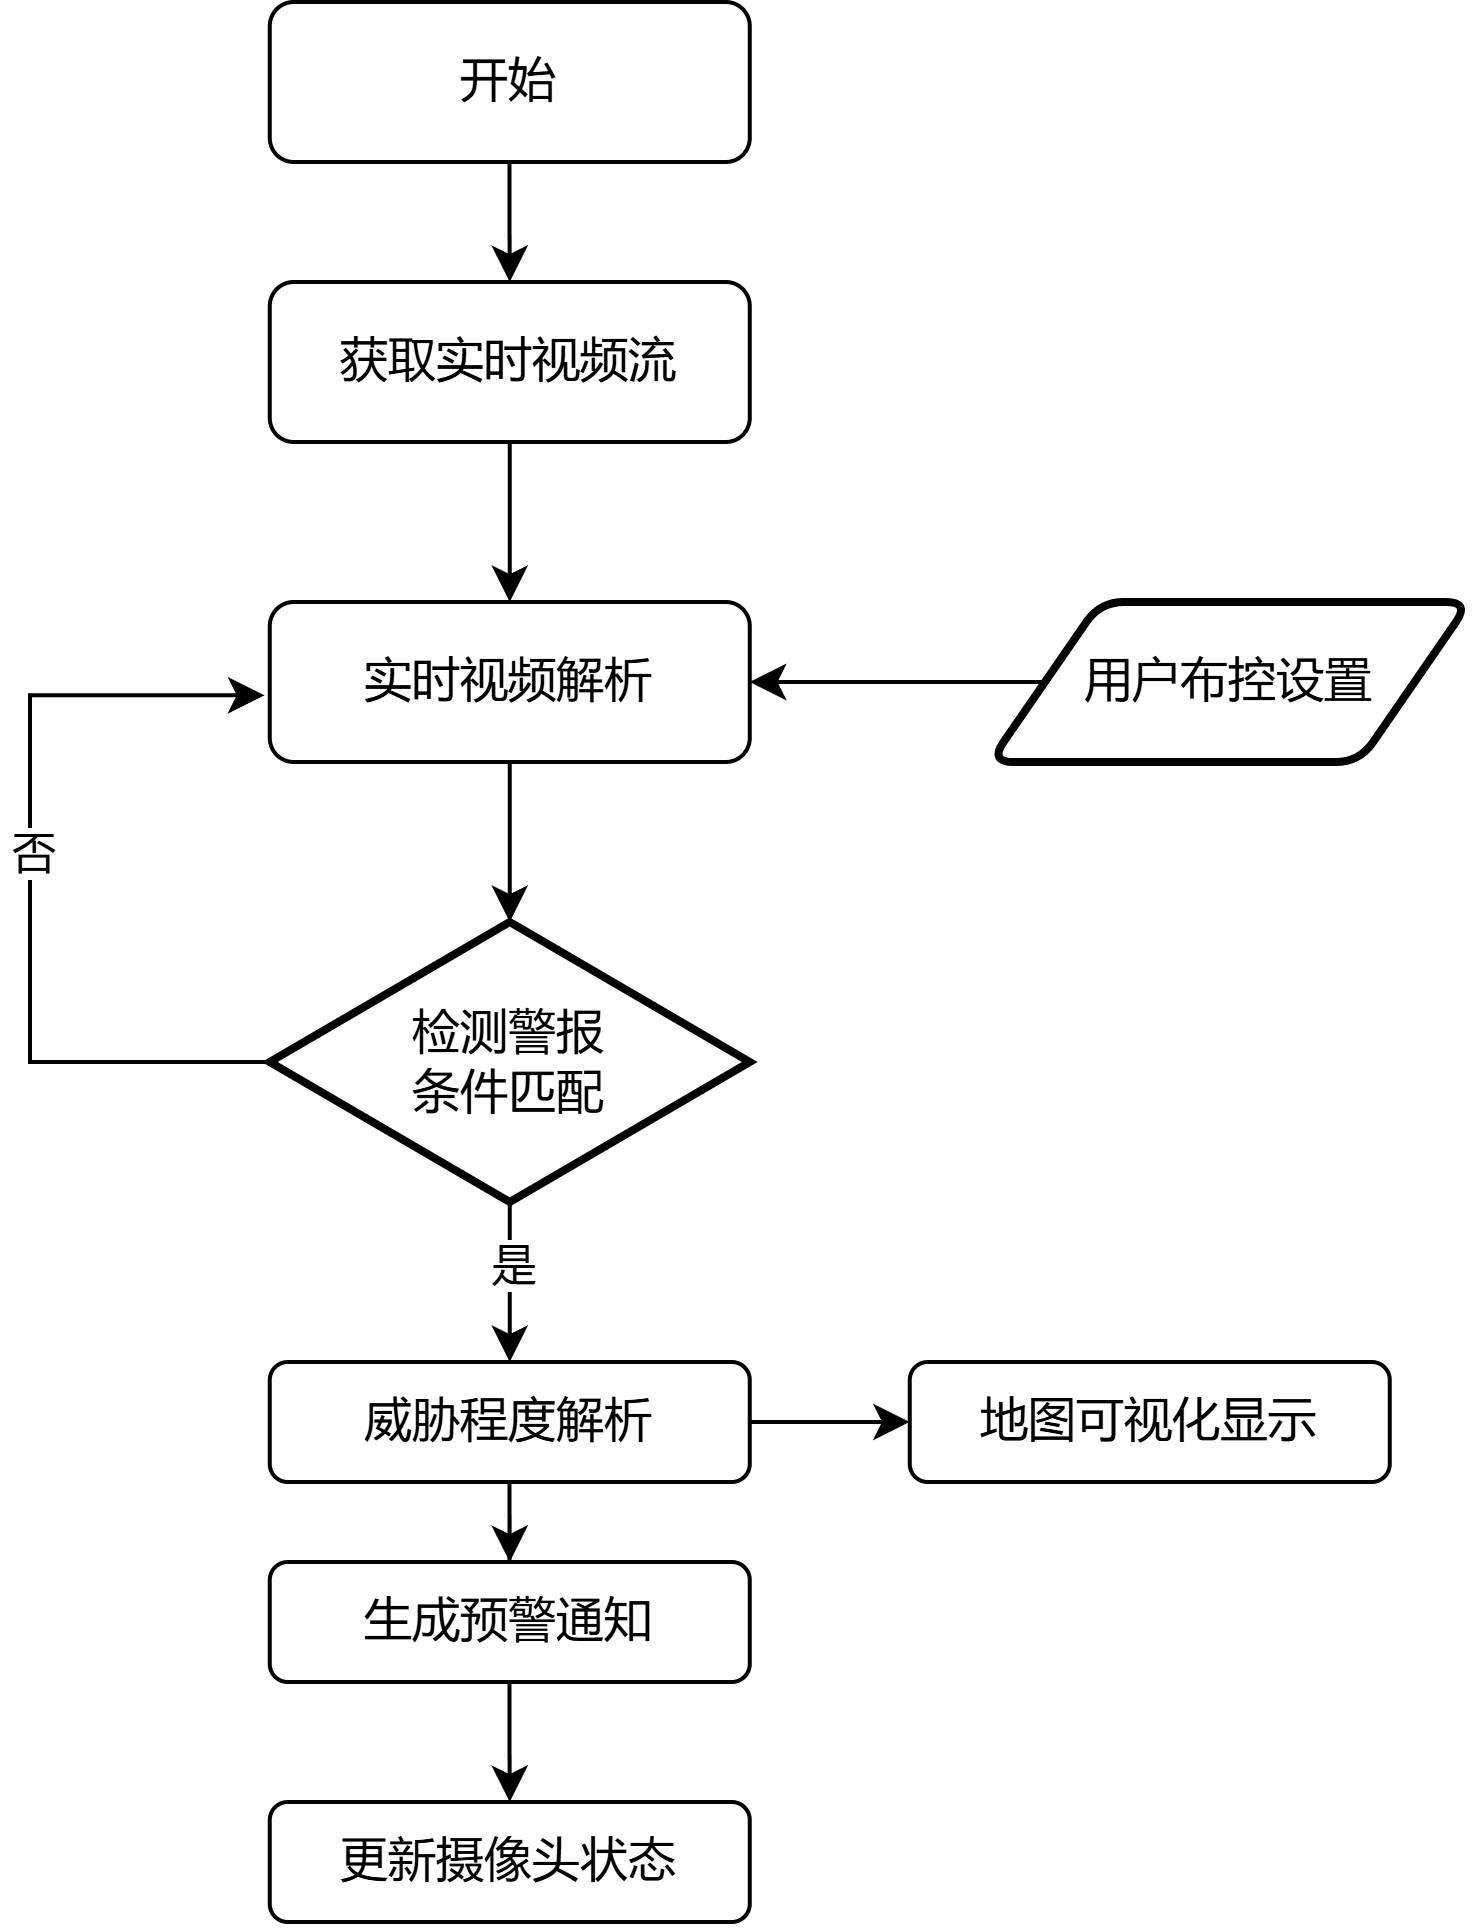 开始
获取实时视频流
实时视频解析
用户布控设置
否
检测警报
条件匹配
是
威胁程度解析
地图可视化显示
生成预警通知
更新摄像头状态